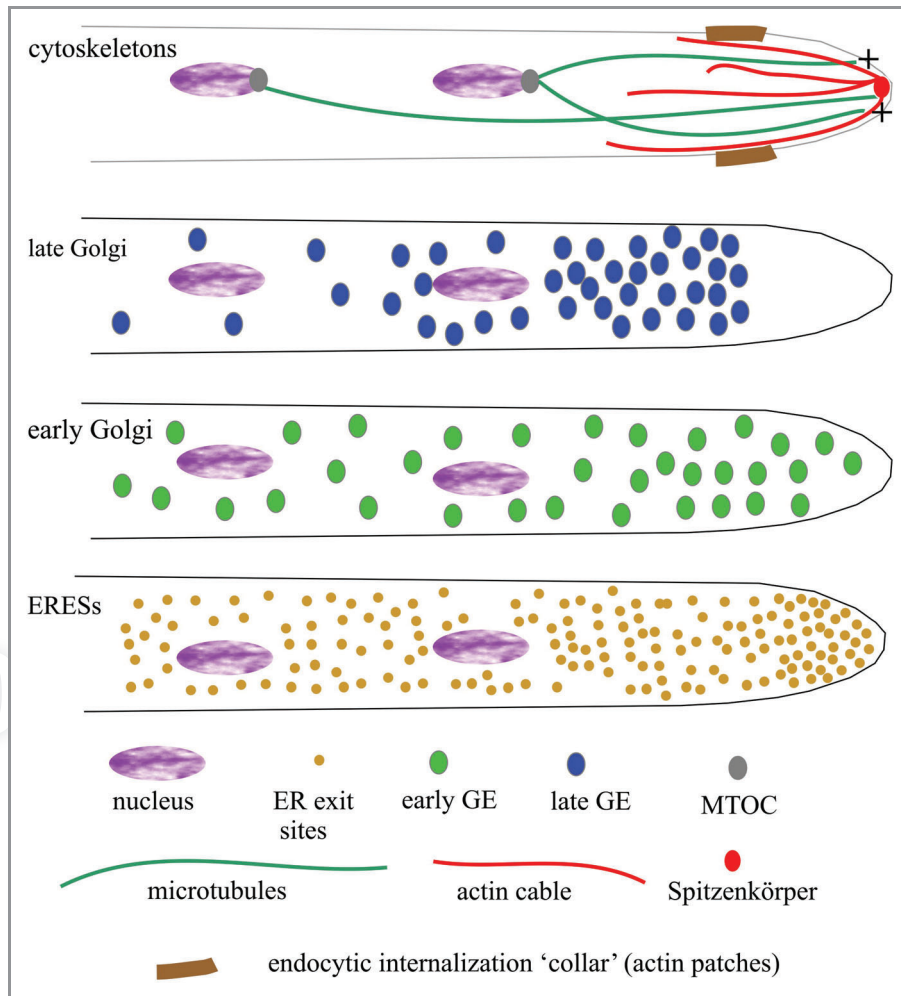 cytoskeletons
+
+
late Golgi
early Golgi
ERESs
nucleus
ER exit
sites
early GE
late GE
MTOC
microtubules
actin cable
Spitzenkörper
endocytic internalization ‘collar’ (actin patches)